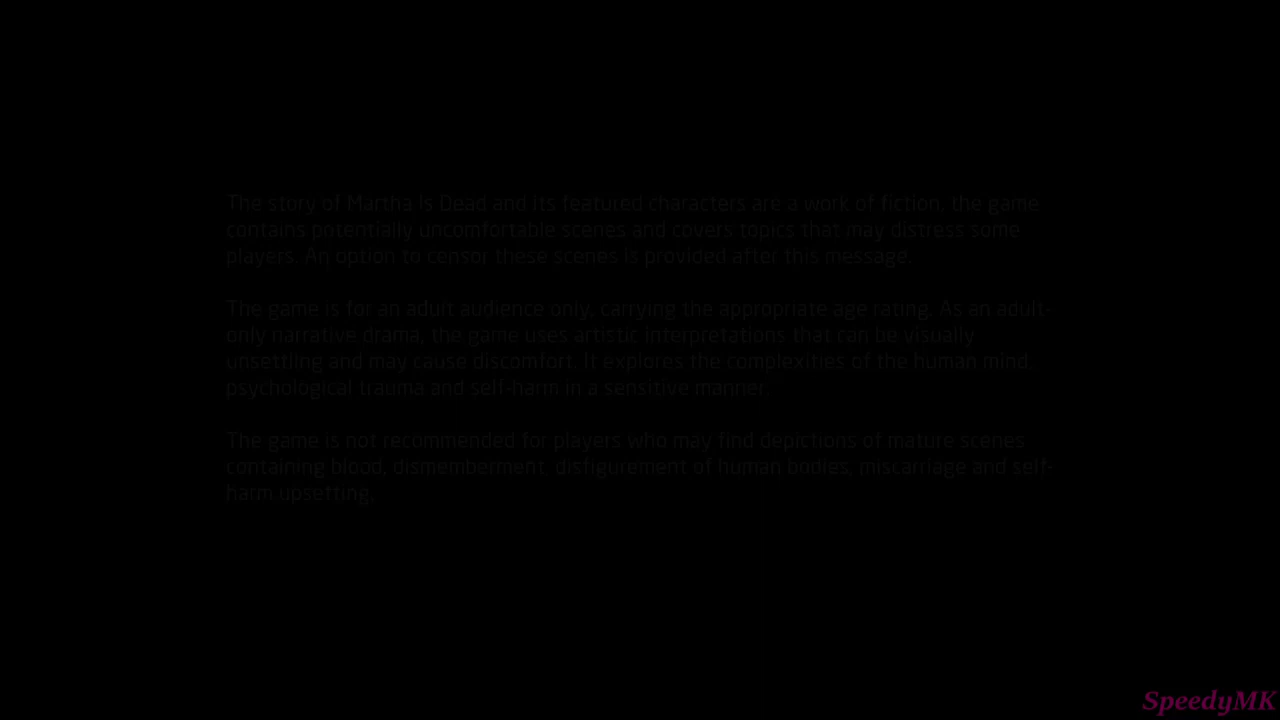 The story of Martha Is Dead and its featured characters are a work of fiction, the game
contains potentially uncomfortable scenes and covers topics that may distress some
players. An option to censor these scenes is provided after this message.
The game is for an adult audience only, carrying the appropriate age rating. As an adult-
only narrative drama, the game uses artistic interpretations that can be visually
unsettling and may cause discomfort. It explores the complexities of the human mind,
psychological trauma and self-harm in a sensitive manner.
The game is not recommended for players who may find depictions of mature scenes
containing blood, dismemberment, disfigurement of human bodies, miscarriage and self-
harm upsetting.
SpeedyMK